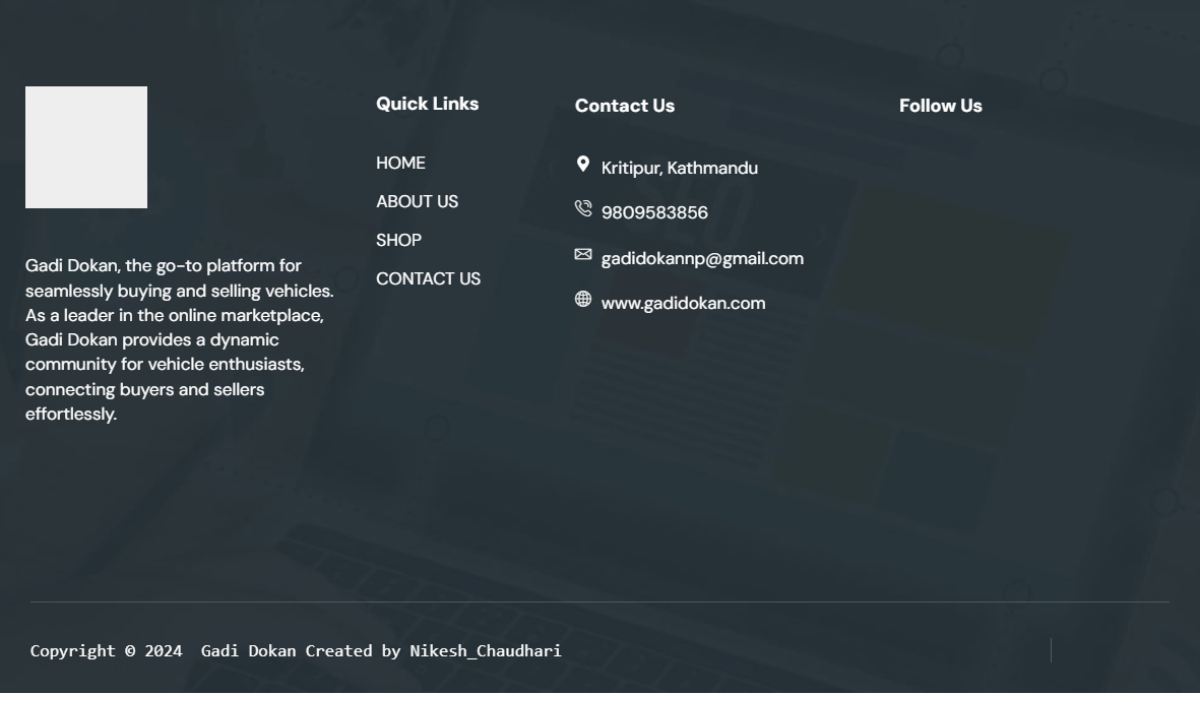 Gadi Dokan, the go-to platform for
seamlessly buying and selling vehicles.
As a leader in the online marketplace,
Gadi Dokan provides a dynamic
community for vehicle enthusiasts,
connecting buyers and sellers
effortlessly.
Quick Links
HOME
ABOUT US
SHOP
CONTACT US
Contact Us
Kritipur, Kathmandu
9809583856
gadidokannp@gmail.com
www.gadidokan.com
Follow Us
SEO
Copyright © 2024  Gadi Dokan Created by Nikesh_Chaudhari